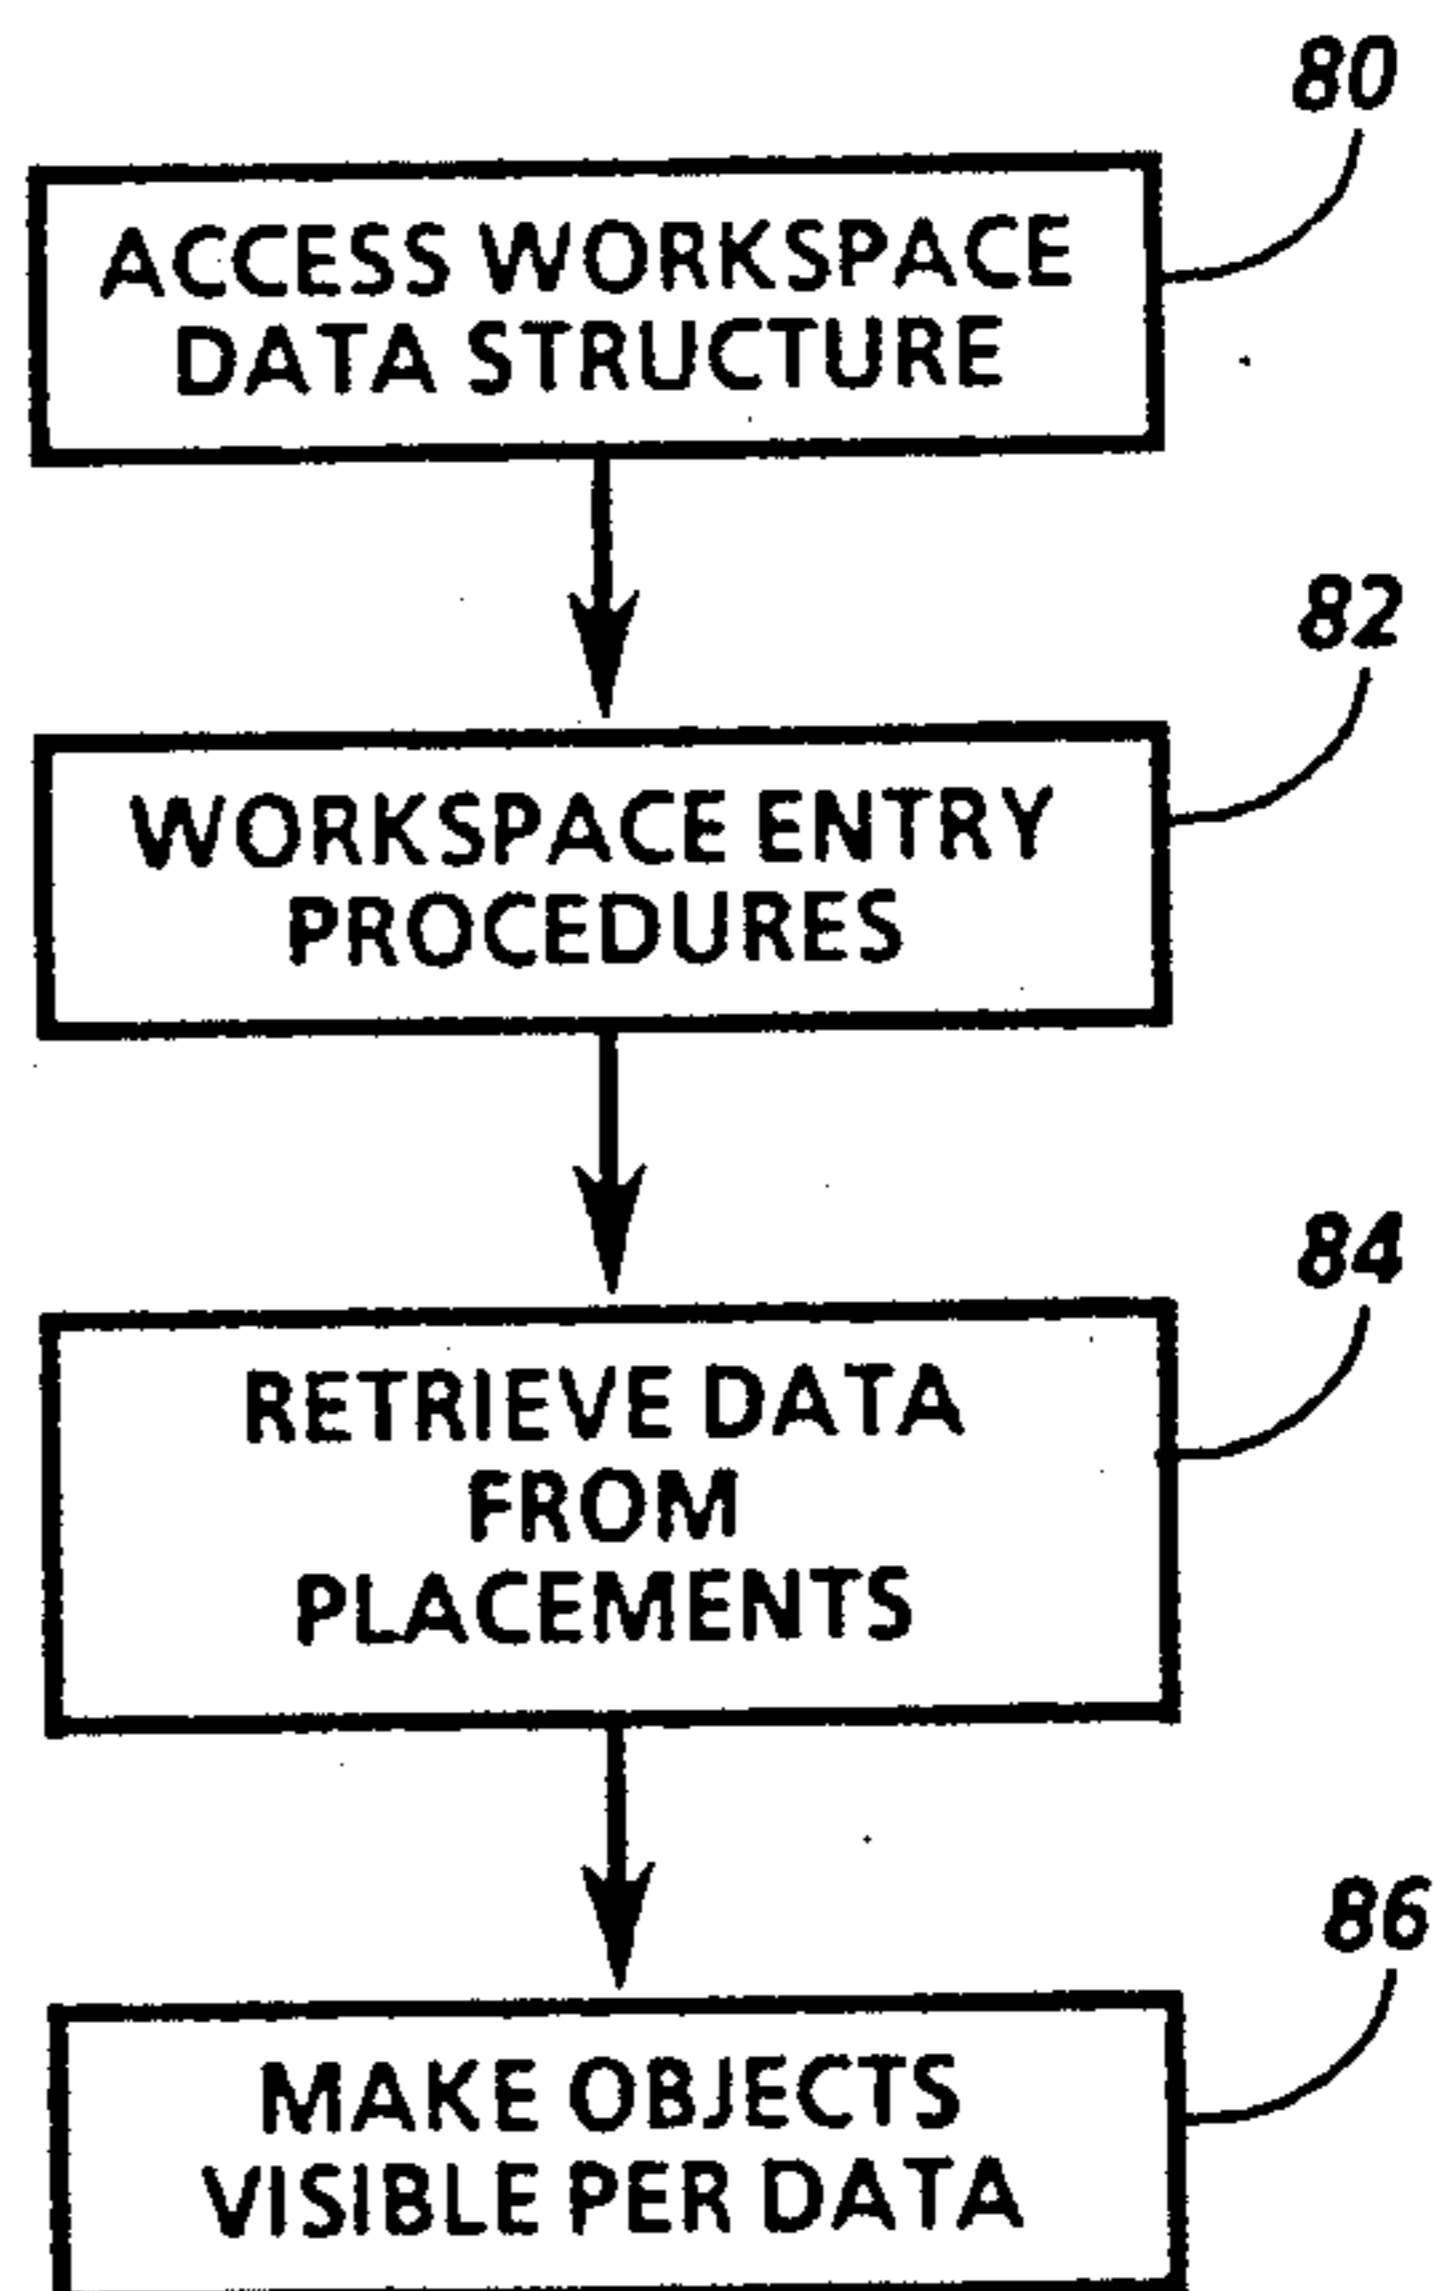 80
ACCESS WORKSPACE
DATA STRUCTURE
82
WORKSPACE ENTRY
PROCEDURES
84
RETRIEVE DATA
FROM
PLACEMENTS
86
MAKE OBJECTS
VISIBLE PER DATA